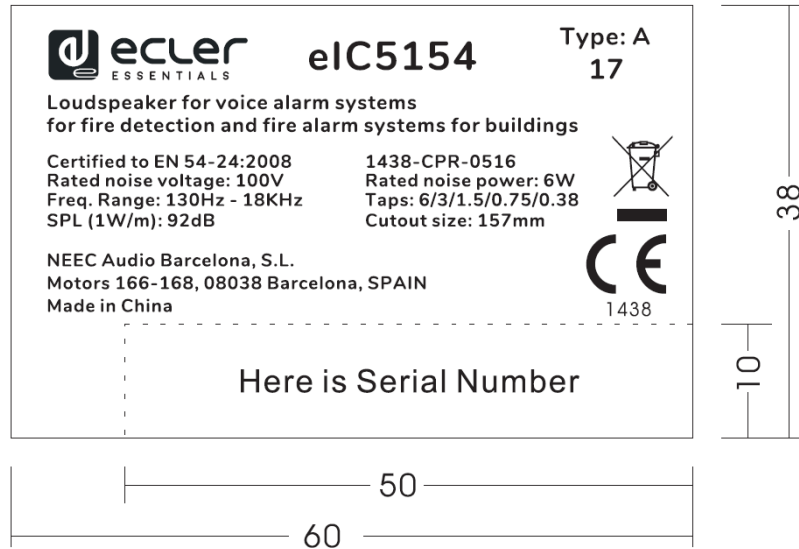 ecler
ESSENTIALS
eIC5154
Type: A
17
Loudspeaker for voice alarm systems
for fire detection and fire alarm systems for buildings
Certified to EN 54-24:2008
Rated noise voltage: 100V
Freq. Range: 130Hz - 18KHz
SPL (1W/m): 92dB
1438-CPR-0516
Rated noise power: 6W
Taps: 6/3/1.5/0.75/0.38
Cutout size: 157mm
NEEC Audio Barcelona, S.L.
Motors 166-168, 08038 Barcelona, SPAIN
Made in China
CE
1438
Here is Serial Number
38
10
50
60